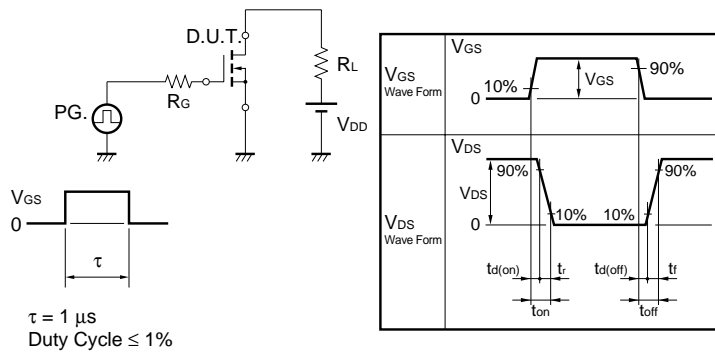 D.U.T.
RG
PG.
RL
VDD
VGS
0
τ
τ = 1 μs
Duty Cycle ≤ 1%
VGS
Wave Form
VGS
10%
0
VGS
90%
VDS
Wave Form
VDS
90%
VDS
0
10%
10%
90%
td(on)
tr
td(off)
tf
ton
toff